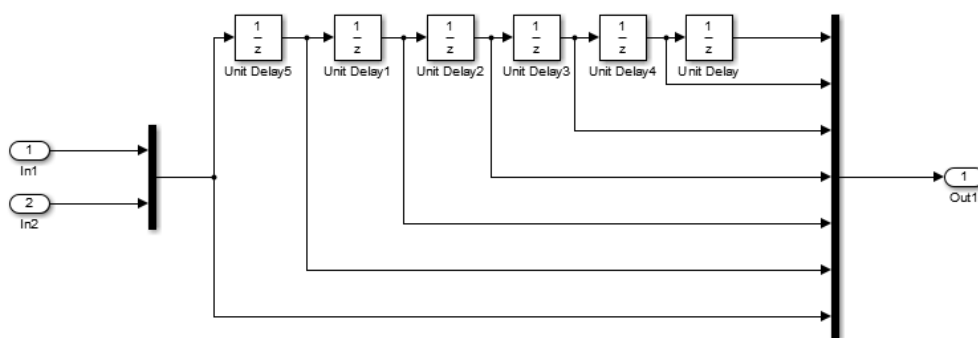 1
z
Unit Delay5
1
z
Unit Delay1
1
z
Unit Delay2
1
z
Unit Delay3
1
z
Unit Delay4
1
z
Unit Delay
1
In1
2
In2
1
Out1